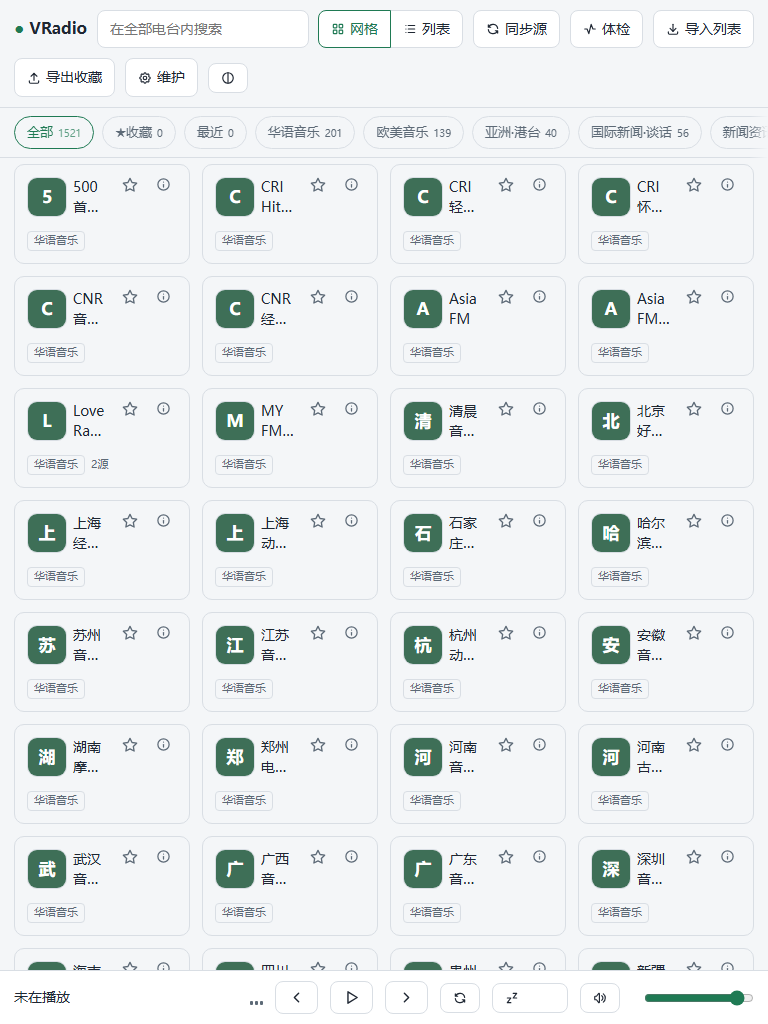 VRadio
在全部电台内搜索
网格
列表
同步源
体检
导入列表
导出收藏
维护
全部 1521
★收藏 0
最近 0
华语音乐 201
欧美音乐 139
亚洲·港台 40
国际新闻·谈话 56
新闻资
5
500
首...
华语音乐
C
CRI
Hit...
华语音乐
C
CRI
轻...
华语音乐
C
CRI
怀...
华语音乐
C
CNR
音...
华语音乐
C
CNR
经...
华语音乐
A
Asia
FM
华语音乐
A
Asia
FM...
华语音乐
L
Love
Ra...
华语音乐 2源
M
MY
FM...
华语音乐
清
清晨
音...
华语音乐
北
北京
好...
华语音乐
上
上海
经...
华语音乐
上
上海
动...
华语音乐
石
石家
庄...
华语音乐
哈
哈尔
滨...
华语音乐
苏
苏州
音...
华语音乐
江
江苏
音...
华语音乐
杭
杭州
动...
华语音乐
安
安徽
音...
华语音乐
湖
湖南
摩...
华语音乐
郑
郑州
电...
华语音乐
河
河南
音...
华语音乐
河
河南
古...
华语音乐
武
武汉
音...
华语音乐
广
广西
音...
华语音乐
广
广东
音...
华语音乐
深
深圳
音...
华语音乐
未在播放
...
zz